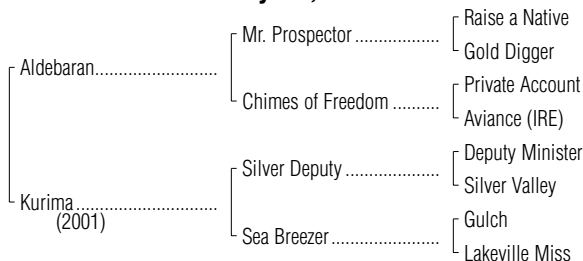 Raise a Native
Mr. Prospector ..................
Gold Digger
Aldebaran..........................
Private Account
Chimes of Freedom ..........
Aviance (IRE)
Deputy Minister
Silver Deputy ....................
Silver Valley
Kurima..............................
(2001)
Gulch
Sea Breezer.......................
Lakeville Miss